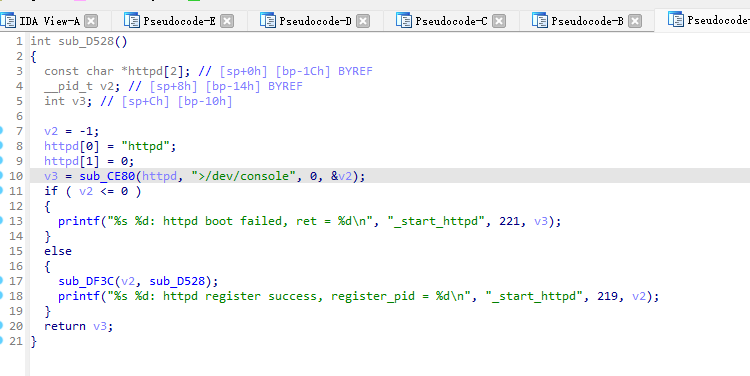 IDA View-A Pseudocode-E Pseudocode-D Pseudocode-C Pseudocode-B Pseudocode
1 int sub_D528()
2 {
3 const char *httpd[2]; // [sp+0h] [bp-1Ch] BYREF
4 __pid_t v2; // [sp+8h] [bp-14h] BYREF
5 int v3; // [sp+Ch] [bp-10h]
6
7 v2 = -1;
8 httpd[0] = "httpd";
9 httpd[1] = 0;
10 v3 = sub_CE80(httpd, ">/dev/console", 0, &v2);
11 if ( v2 <= 0 )
12 {
13 printf("%s %d: httpd boot failed, ret = %d\n", "_start_httpd", 221, v3);
14 }
15 else
16 {
17 sub_DF3C(v2, sub_D528);
18 printf("%s %d: httpd register success, register_pid = %d\n", "_start_httpd", 219, v2);
19 }
20 return v3;
21 }